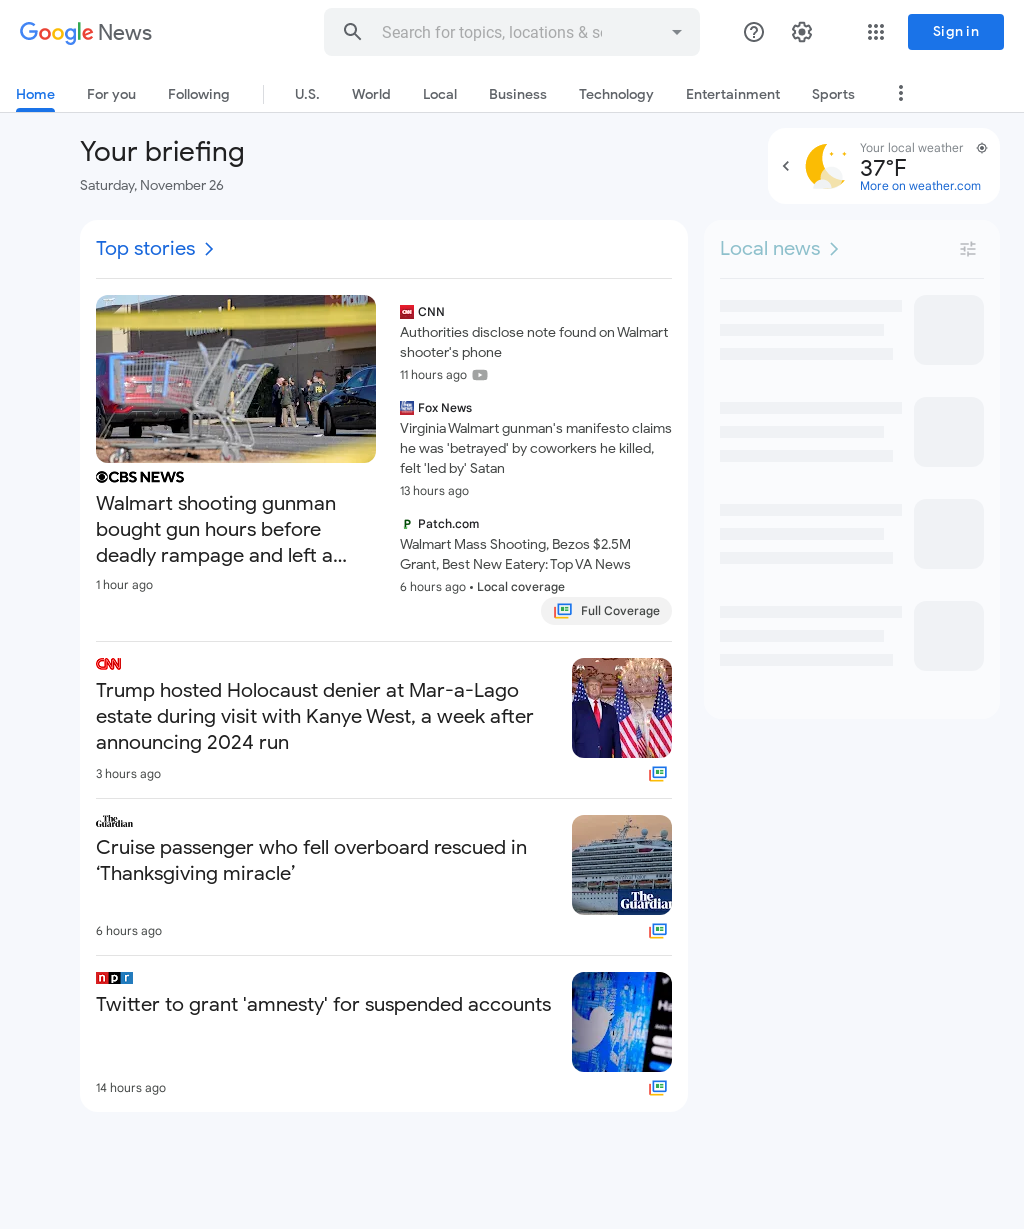 Google News
Search for topics, locations & so
Sign in
Home
For you
Following
U.S.
World
Local
Business
Technology
Entertainment
Sports
Your briefing
Saturday, November 26
Your local weather
37°F
More on weather.com
Top stories
Local news
CBS NEWS
Walmart shooting gunman
bought gun hours before
deadly rampage and left a...
1 hour ago
CNN
Authorities disclose note found on Walmart
shooter's phone
11 hours ago
Fox News
Virginia Walmart gunman's manifesto claims
he was 'betrayed' by coworkers he killed,
felt 'led by' Satan
13 hours ago
Patch.com
Walmart Mass Shooting, Bezos $2.5M
Grant, Best New Eatery: Top VA News
6 hours ago • Local coverage
Full Coverage
CNN
Trump hosted Holocaust denier at Mar-a-Lago
estate during visit with Kanye West, a week after
announcing 2024 run
3 hours ago
The
Guardian
Cruise passenger who fell overboard rescued in
‘Thanksgiving miracle’
The
Guardian
6 hours ago
npr
Twitter to grant 'amnesty' for suspended accounts
14 hours ago